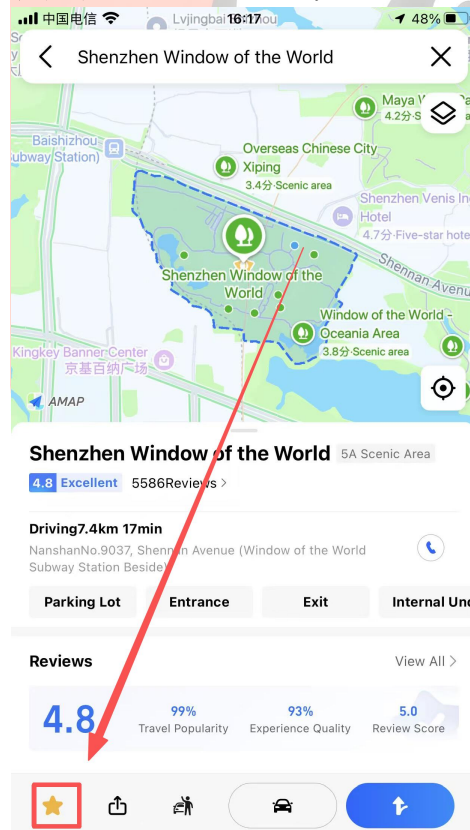 中国电信
16:17
48%
Lvjingbai
Shenzhen Window of the World
Maya
4.2分
Baishizhou
Subway Station)
Overseas Chinese City
Xiping
3.4分·Scenic area
Shenzhen Venis In
Hotel
4.7分·Five-star hote
Shennan Avenu
Shenzhen Window of the
World
Window of the World -
Oceania Area
3.8分·Scenic area
Kingkey Banner Center
京基百纳广场
AMAP
Shenzhen Window of the World
5A Scenic Area
4.8 Excellent 5586Reviews >
Driving7.4km 17min
NanshanNo.9037, Shennan Avenue (Window of the World
Subway Station Beside)
Parking Lot
Entrance
Exit
Internal Un
Reviews
View All >
4.8
99%
Travel Popularity
93%
Experience Quality
5.0
Review Score